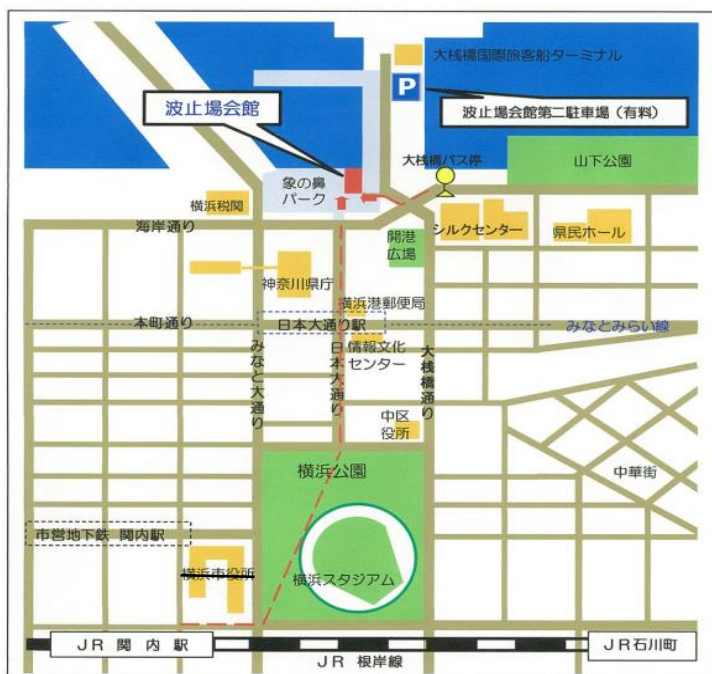 大桟橋国際旅客船ターミナル
P
波止場会館
波止場会館第二駐車場（有料）
大桟橋バス停
山下公園
象の鼻
パーク
横浜税関
海岸通り
シルクセンター
県民ホール
開港
広場
神奈川県庁
横浜港郵便局
本町通り
日本大通り駅
みなとみらい線
情報文化
センター
みなと大通り
日本大通り
大桟橋通り
中区
役所
横浜公園
中華街
市営地下鉄 関内駅
横浜市役所
横浜スタジアム
JR 関内駅
JR石川町
JR 根岸線